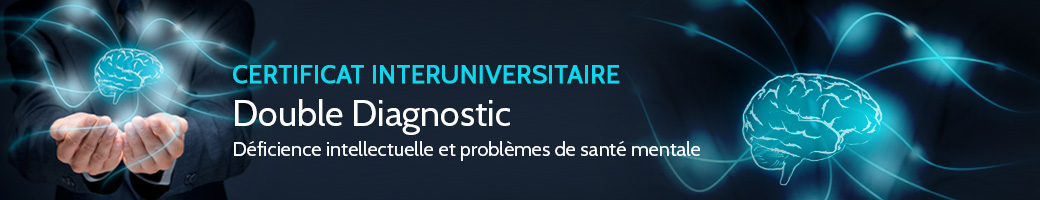 CERTIFICAT INTERUNIVERSITAIRE
Double Diagnostic
Déficience intellectuelle et problèmes de santé mentale